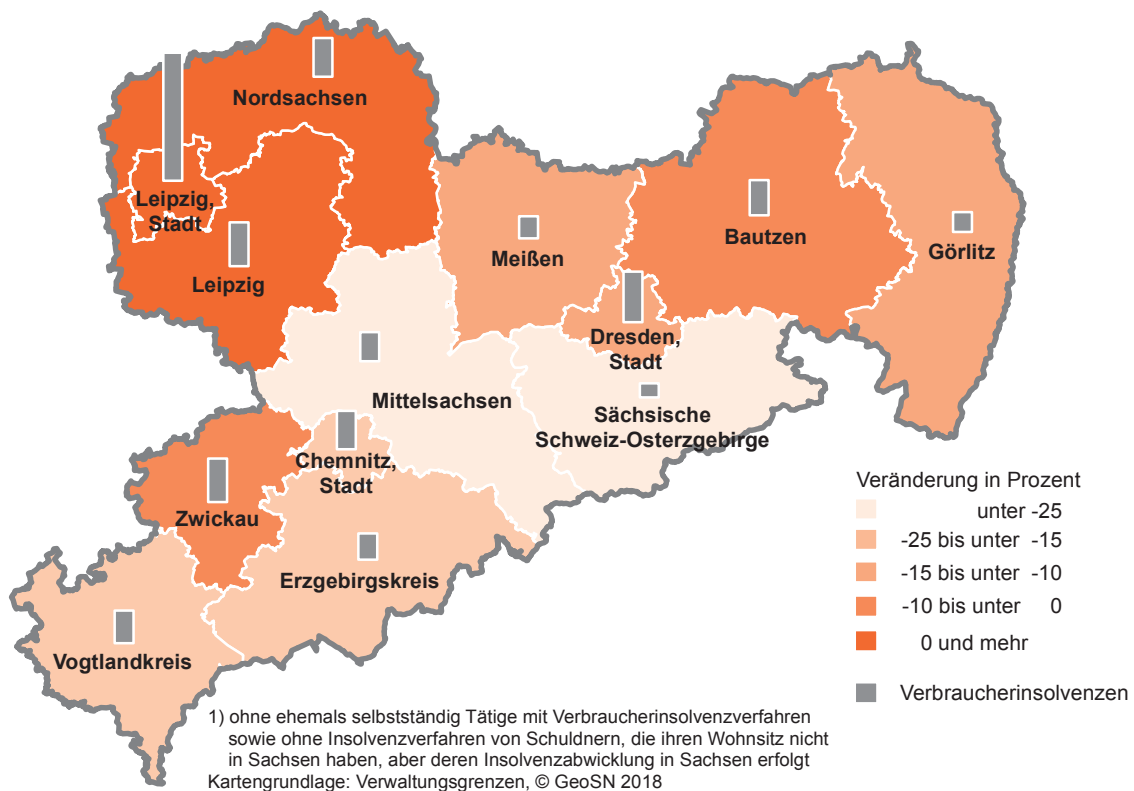 Nordsachsen
Leipzig,
Stadt
Leipzig
Meißen
Bautzen
Görlitz
Dresden,
Stadt
Mittelsachsen
Sächsische
Schweiz-Osterzgebirge
Chemnitz,
Stadt
Zwickau
Erzgebirgskreis
Vogtlandkreis
Veränderung in Prozent
unter -25
-25 bis unter -15
-15 bis unter -10
-10 bis unter 0
0 und mehr
Verbraucherinsolvenzen
1) ohne ehemals selbstständig Tätige mit Verbraucherinsolvenzverfahren
sowie ohne Insolvenzverfahren von Schuldnern, die ihren Wohnsitz nicht
in Sachsen haben, aber deren Insolvenzabwicklung in Sachsen erfolgt
Kartengrundlage: Verwaltungsgrenzen, © GeoSN 2018